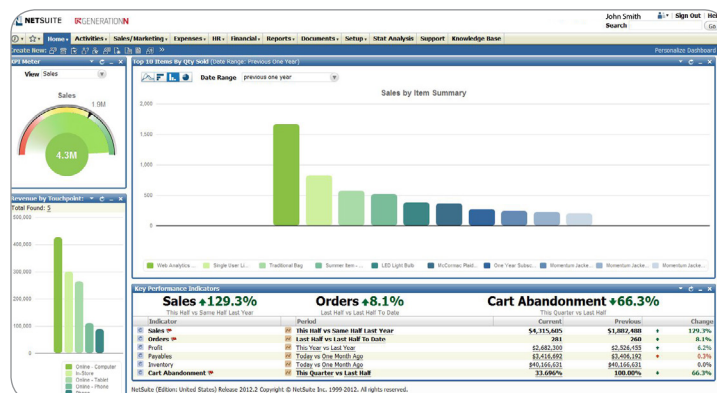 NETSUITE GENERATIONN
John Smith Sign Out Hel
Search Go
Home Activities Sales/Marketing Expenses HR Financial Reports Documents Setup Stat Analysis Support Knowledge Base
Create New: Personalize Dashboard
KPI Meter
View Sales
Sales
1.9M
4.3M
Top 10 Items By Qty Sold (Date Range: Previous One Year)
Date Range previous one year
Sales by Item Summary
2,000
1,500
1,000
500
0
Web Analytics... Single User Li... Traditional Bag Summer Item -... LED Light Bulb McCormac Plast... One Year Subsc... Momentum Jacke... Momentum Jacke... Momentum Jacke...
Revenue by Touchpoint:
Total Found: 5
500,000
400,000
300,000
200,000
100,000
0
Online - Computer
In-Store
Online - Tablet
Online - Phone
Phone
Key Performance Indicators
Sales 129.3% Orders 8.1% Cart Abandonment 66.3%
This Half vs Same Half Last Year Last Half vs Last Half To Date This Quarter vs Last Half
Indicator Period Current Previous Change
Sales This Half vs Same Half Last Year $4,315,605 $1,882,488 129.3%
Orders Last Half vs Last Half To Date 281 260 8.1%
Profit This Year vs Last Year $2,682,300 $2,526,455 6.2%
Payables Today vs One Month Ago $3,416,692 $3,406,192 0.3%
Inventory Today vs One Month Ago $40,166,631 $40,166,631 0.0%
Cart Abandonment This Quarter vs Last Half 33.696% 100.00% 66.3%
NetSuite (Edition: United States) Release 2012.2 Copyright © NetSuite Inc. 1999-2012. All rights reserved.